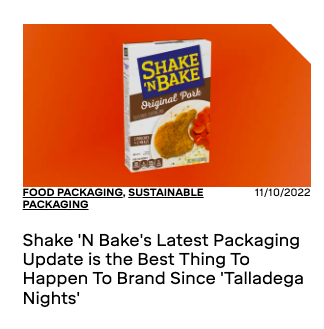 SHAKE
'N BAKE
Original Pork
FOOD PACKAGING, SUSTAINABLE 11/10/2022
PACKAGING
Shake 'N Bake's Latest Packaging
Update is the Best Thing To
Happen To Brand Since 'Talladega
Nights'